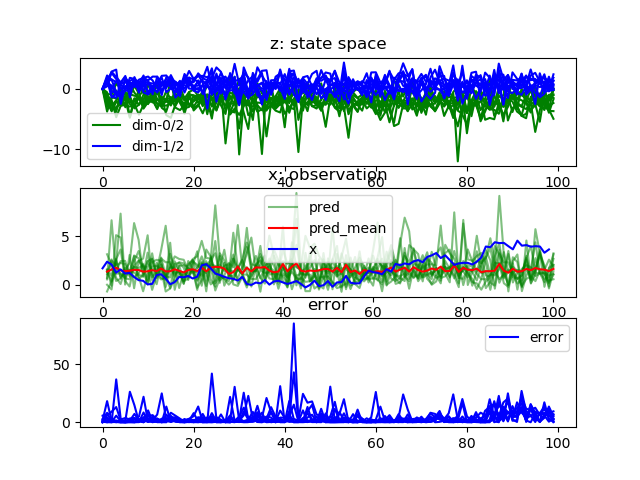 z: state space
0
−10
dim-0/2
dim-1/2
0 20 40 60 80 100
x: observation
5
0
pred
pred_mean
x
0 20 40 60 80 100
error
50
0
error
0 20 40 60 80 100